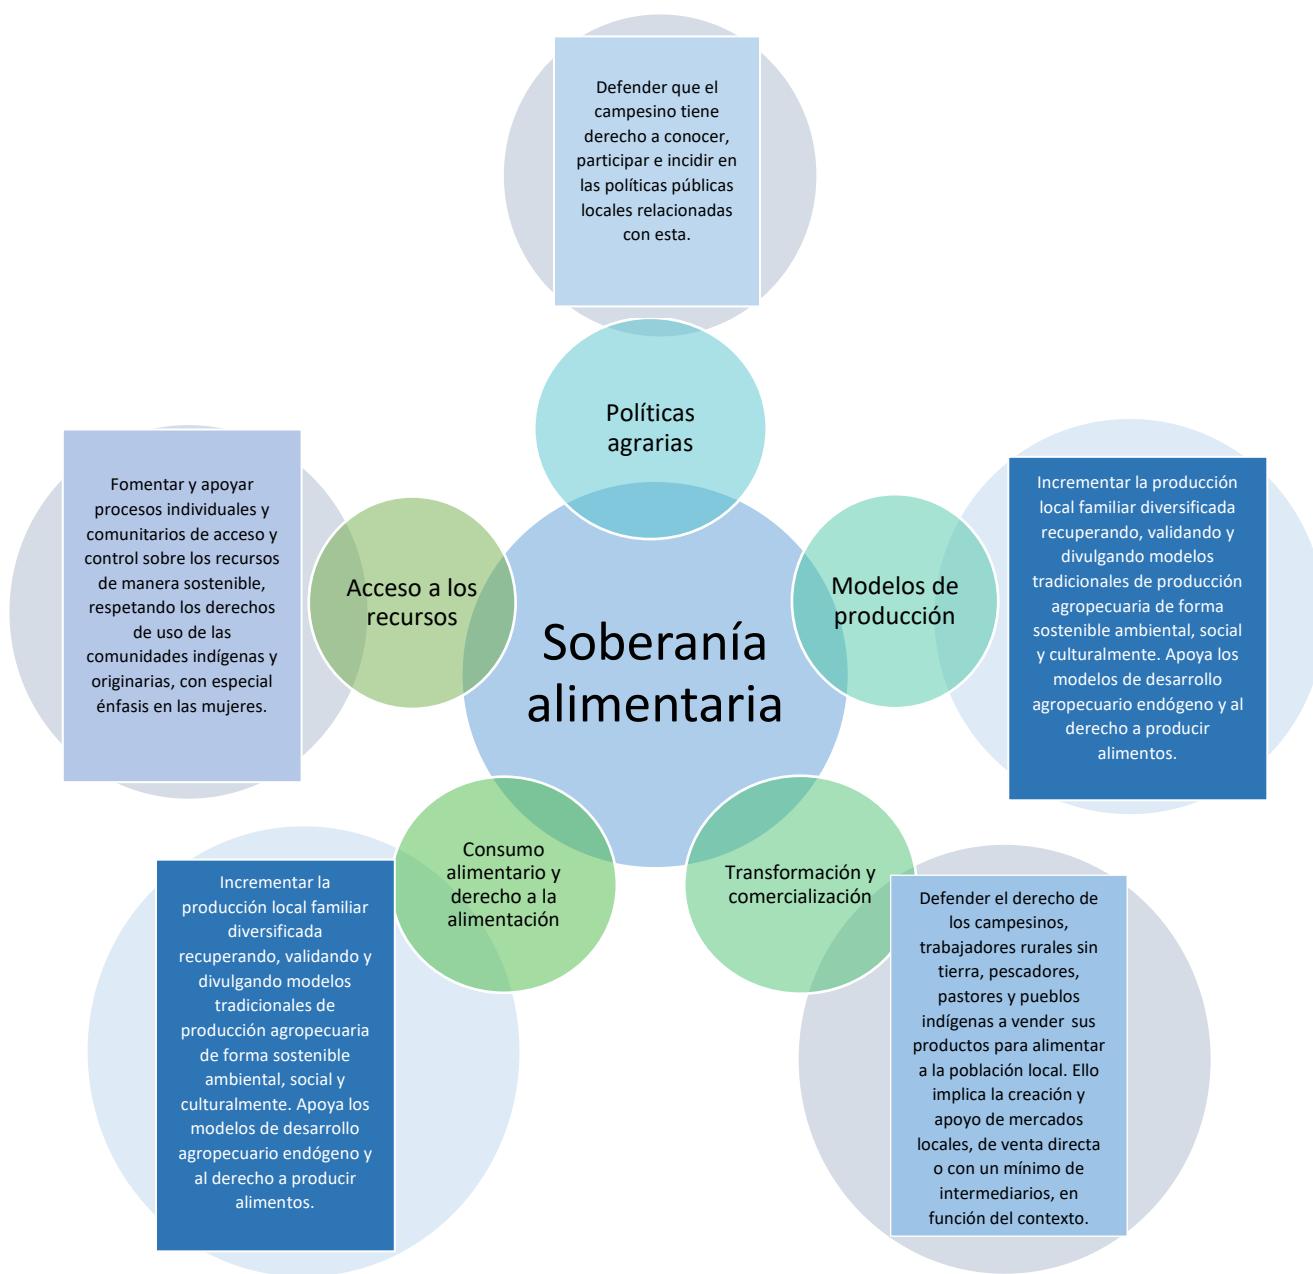 Defender que el
campesino tiene
derecho a conocer,
participar e incidir en
las políticas públicas
locales relacionadas
con esta.
Políticas
agrarias
Fomentar y apoyar
procesos individuales y
comunitarios de acceso y
control sobre los recursos
de manera sostenible,
respetando los derechos
de uso de las
comunidades indígenas y
originarias, con especial
énfasis en las mujeres.
Acceso a los
recursos
Soberanía
alimentaria
Modelos de
producción
Incrementar la producción
local familiar diversificada
recuperando, validando y
divulgando modelos
tradicionales de producción
agropecuaria de forma
sostenible ambiental, social
y culturalmente. Apoya los
modelos de desarrollo
agropecuario endógeno y al
derecho a producir
alimentos.
Consumo
alimentario y
derecho a la
alimentación
Incrementar la
producción local familiar
diversificada
recuperando, validando y
divulgando modelos
tradicionales de
producción agropecuaria
de forma sostenible
ambiental, social y
culturalmente. Apoya los
modelos de desarrollo
agropecuario endógeno y
al derecho a producir
alimentos.
Transformación y
comercialización
Defender el derecho de
los campesinos,
trabajadores rurales sin
tierra, pescadores,
pastores y pueblos
indígenas a vender sus
productos para alimentar
a la población local. Ello
implica la creación y
apoyo de mercados
locales, de venta directa
o con un mínimo de
intermediarios, en
función del contexto.